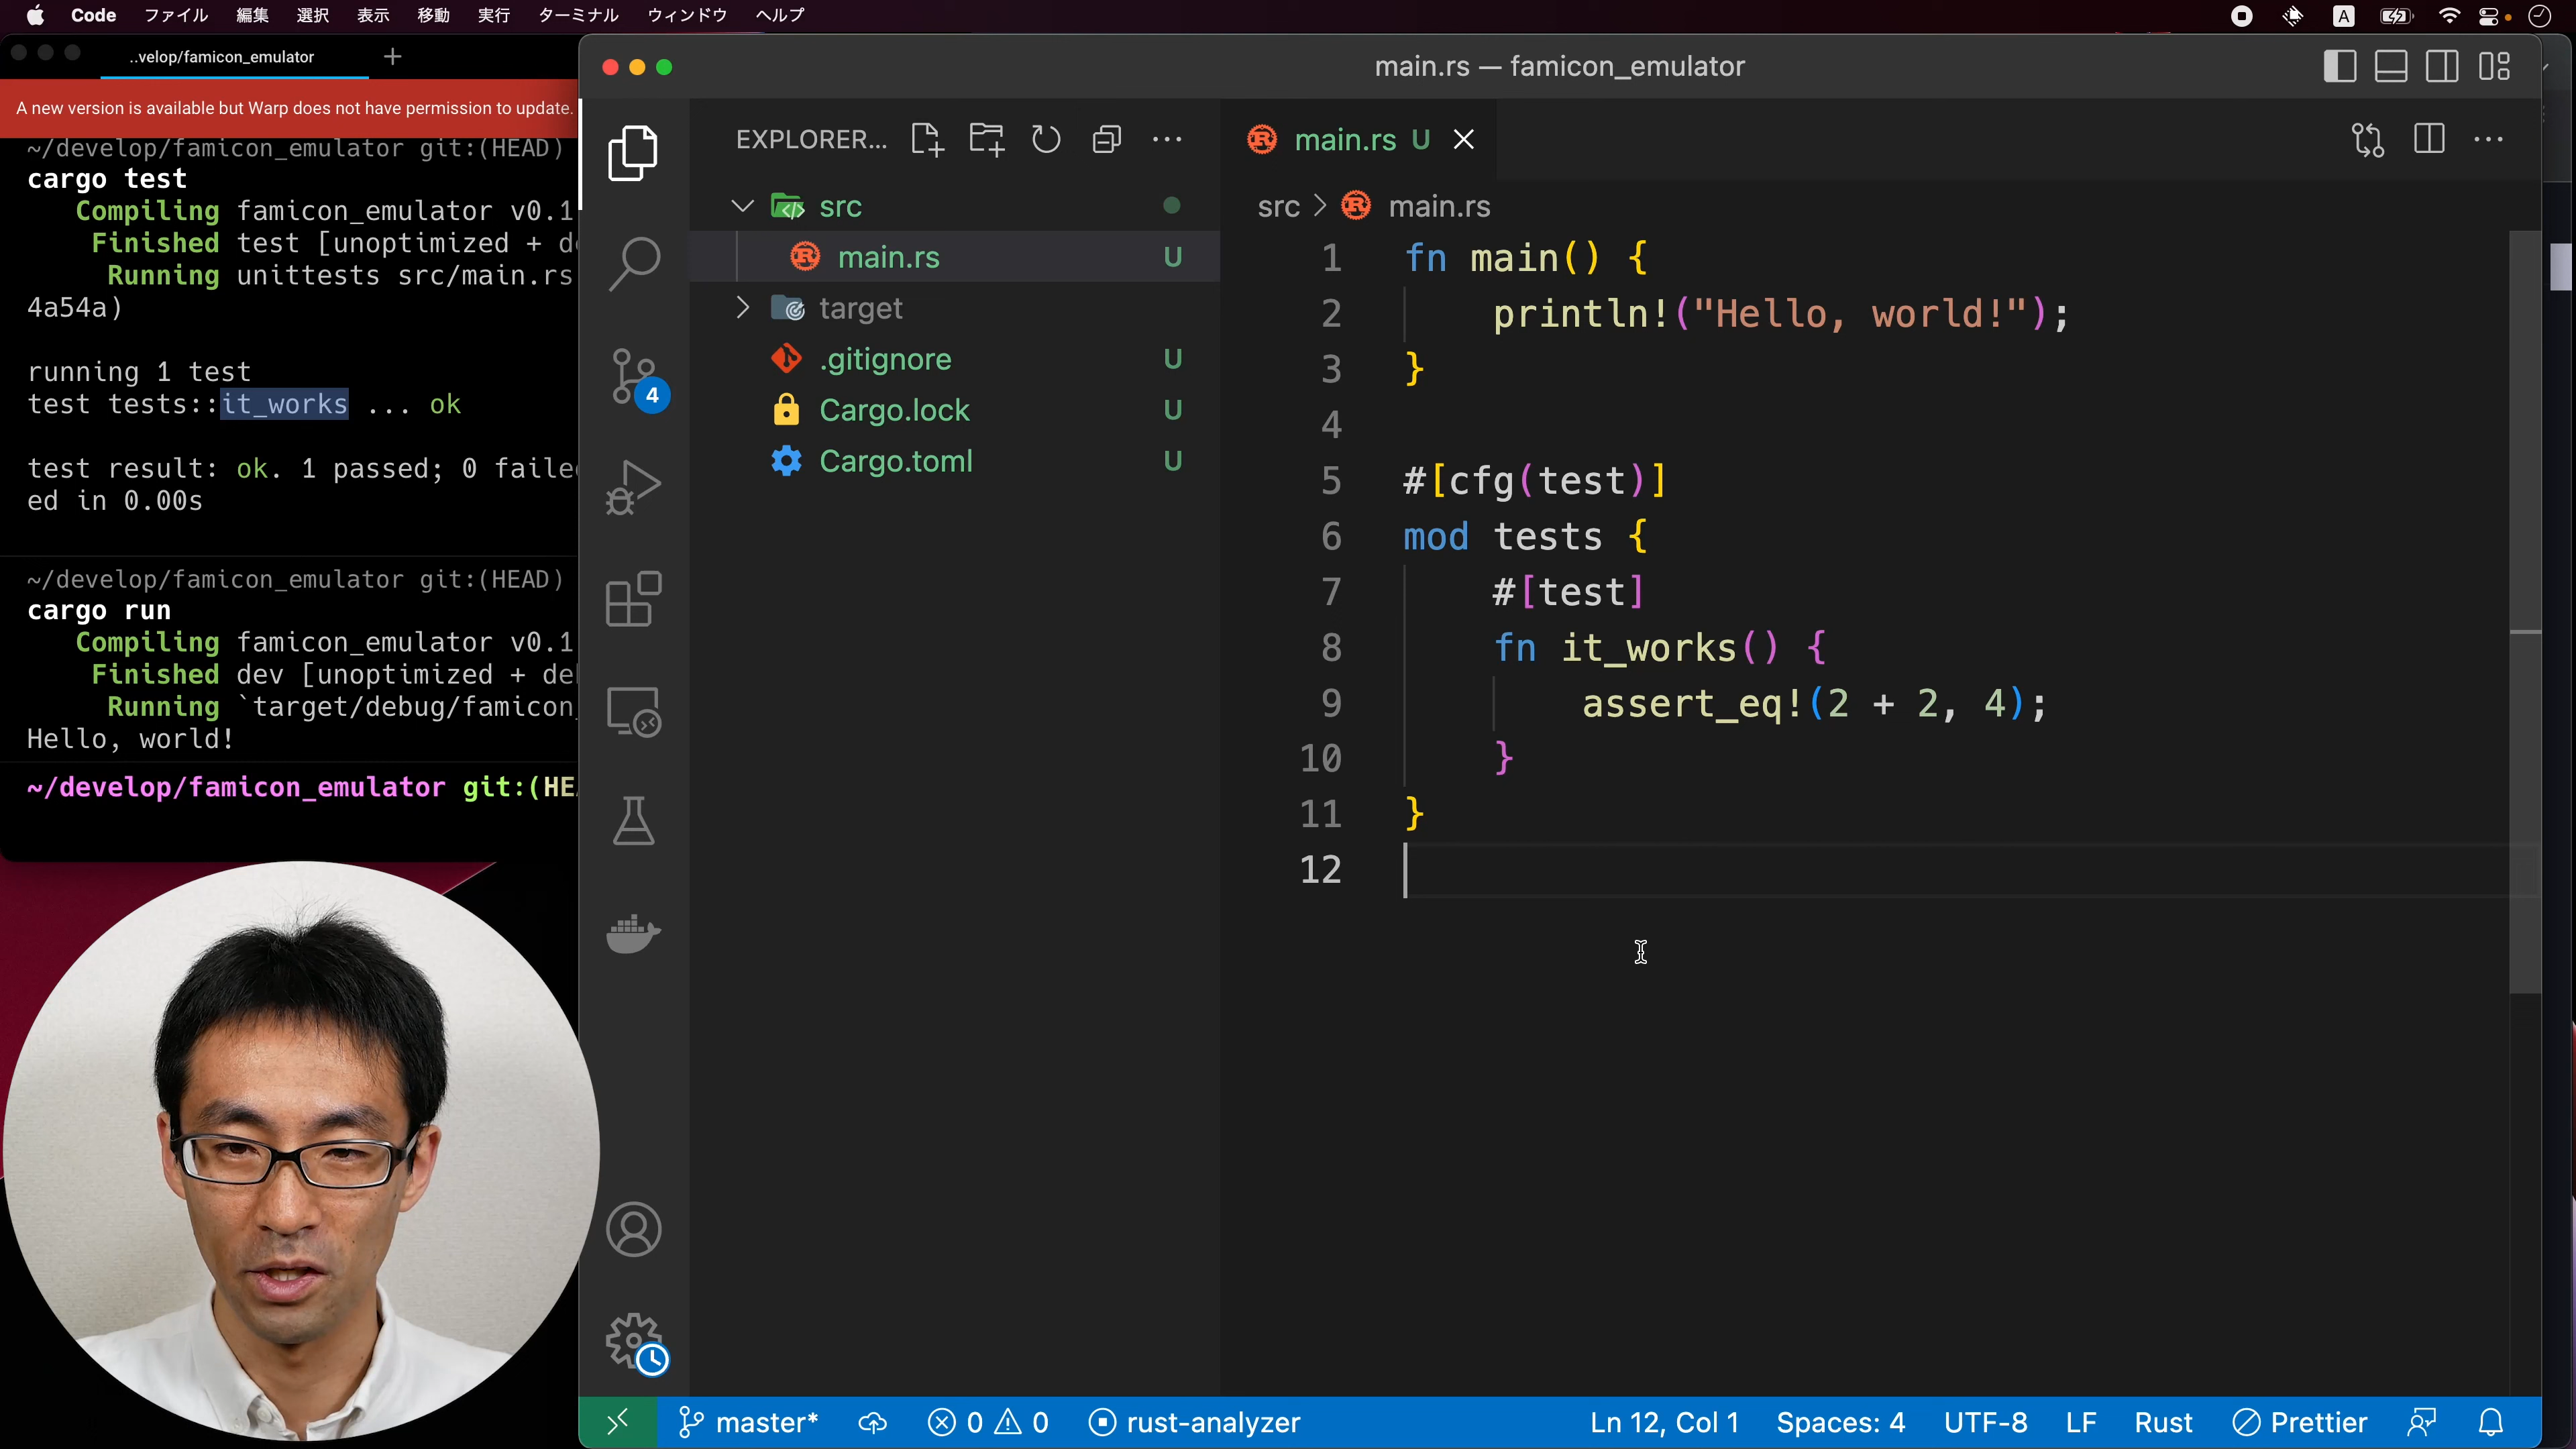 Code ファイル 編集 選択 表示 移動 実行 ターミナル ウィンドウ ヘルプ
A
..velop/famicon_emulator
A new version is available but Warp does not have permission to update.
~/develop/famicon_emulator git:(HEAD)
cargo test
Compiling famicon_emulator v0.1
Finished test [unoptimized + de
Running unittests src/main.rs
4a54a)
running 1 test
test tests::it_works ... ok
test result: ok. 1 passed; 0 failed
ed in 0.00s
~/develop/famicon_emulator git:(HEAD)
cargo run
Compiling famicon_emulator v0.1
Finished dev [unoptimized + deb
Running `target/debug/famicon_
Hello, world!
~/develop/famicon_emulator git:(HEA
main.rs — famicon_emulator
EXPLORER...
src
main.rs U
target
.gitignore U
Cargo.lock U
Cargo.toml U
4
main.rs U
src > main.rs
1 fn main() {
2 println!("Hello, world!");
3 }
4
5 #[cfg(test)]
6 mod tests {
7 #[test]
8 fn it_works() {
9 assert_eq!(2 + 2, 4);
10 }
11 }
12
master* 0 0 rust-analyzer Ln 12, Col 1 Spaces: 4 UTF-8 LF Rust Prettier